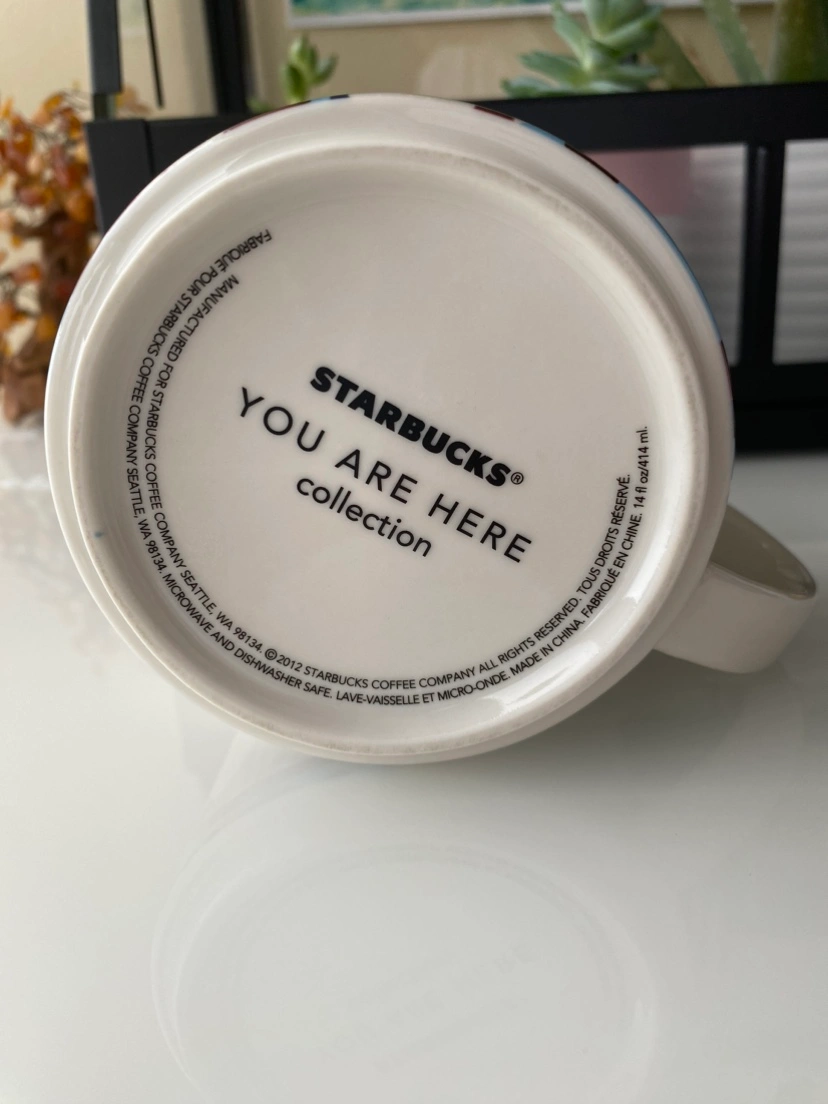 STARBUCKS®
YOU ARE HERE
collection
MANUFACTURED FOR STARBUCKS COFFEE COMPANY SEATTLE, WA 98134. ©2012 STARBUCKS COFFEE COMPANY ALL RIGHTS RESERVED. TOUS DROITS RÉSERVÉ.
FABRIQUÉ POUR STARBUCKS COFFEE COMPANY SEATTLE, WA 98134. MICROWAVE AND DISHWASHER SAFE. LAVE-VAISSELLE ET MICRO-ONDE. MADE IN CHINA. FABRIQUÉ EN CHINE. 14 fl oz/414 ml.